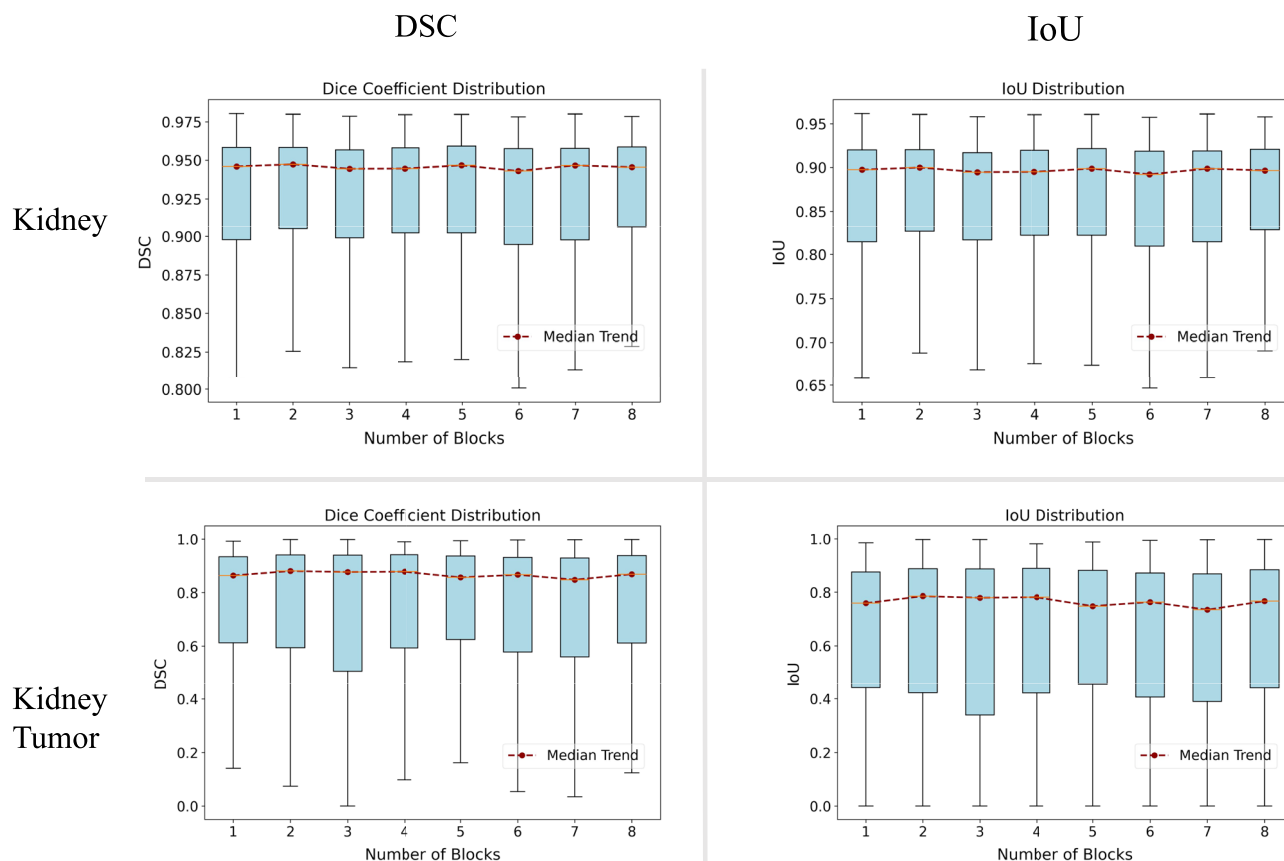 DSC
IoU
Kidney
Dice Coefficient Distribution
0.975
0.950
0.925
0.900
0.875
0.850
0.825
0.800
DSC
Median Trend
1 2 3 4 5 6 7 8
Number of Blocks
IoU Distribution
0.95
0.90
0.85
0.80
0.75
0.70
0.65
IoU
Median Trend
1 2 3 4 5 6 7 8
Number of Blocks
Kidney
Tumor
Dice Coefficient Distribution
1.0
0.8
0.6
0.4
0.2
0.0
DSC
Median Trend
1 2 3 4 5 6 7 8
Number of Blocks
IoU Distribution
1.0
0.8
0.6
0.4
0.2
0.0
IoU
Median Trend
1 2 3 4 5 6 7 8
Number of Blocks